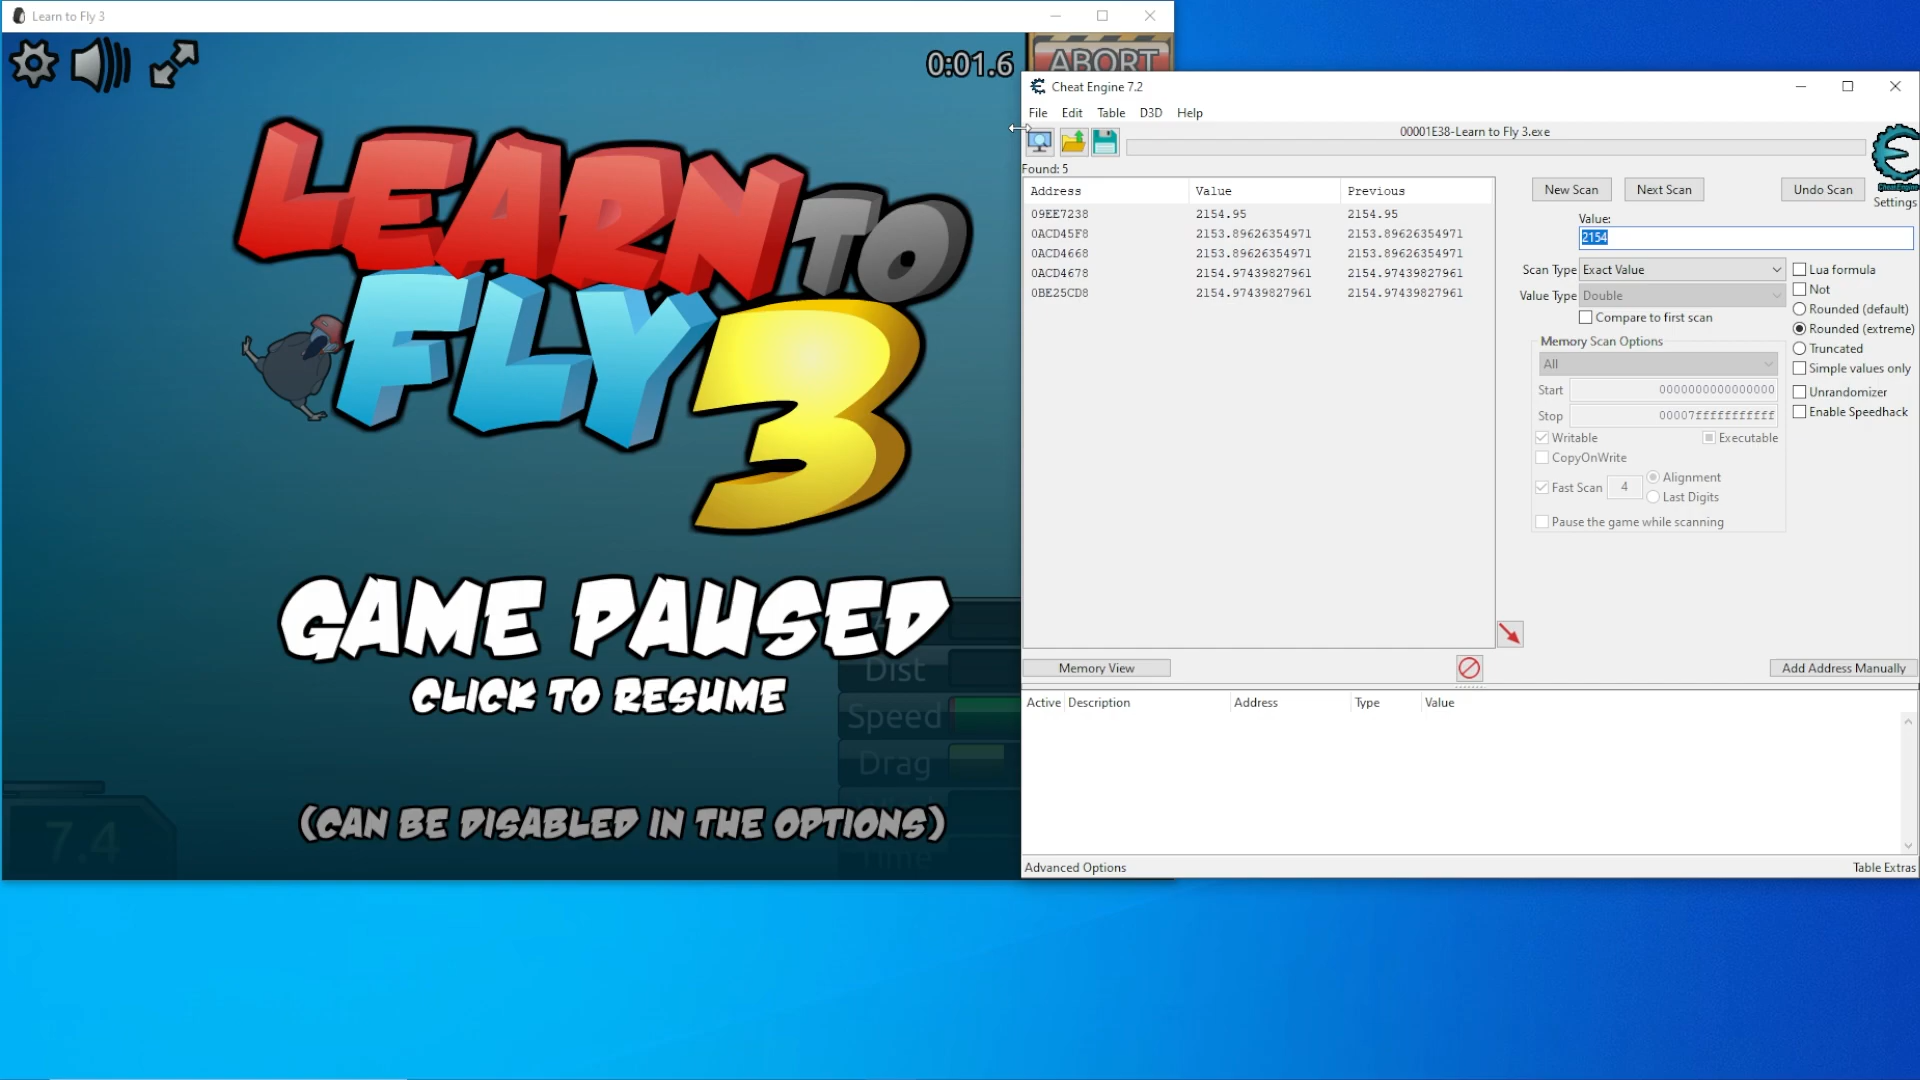 Learn to Fly 3
0:01.6
ABORT
LEARN TO
FLY
3
GAME PAUSED
CLICK TO RESUME
(CAN BE DISABLED IN THE OPTIONS)
Dist
Speed
Drag
Time
7.4
Cheat Engine 7.2
File Edit Table D3D Help
00001E38-Learn to Fly 3.exe
Found: 5
Address Value Previous
09EE7238 2154.95 2154.95
0ACD45F8 2153.89626354971 2153.89626354971
0ACD4668 2153.89626354971 2153.89626354971
0ACD4678 2154.97439827961 2154.97439827961
0BE25CD8 2154.97439827961 2154.97439827961
New Scan Next Scan Undo Scan
Cheat Engine
Settings
Value:
2154
Scan Type Exact Value
Value Type Double
Compare to first scan
Lua formula
Not
Rounded (default)
Rounded (extreme)
Truncated
Simple values only
Unrandomizer
Enable Speedhack
Memory Scan Options
All
Start 0000000000000000
Stop 00007fffffffffff
Writable Executable
CopyOnWrite
Fast Scan 4 Alignment
Last Digits
Pause the game while scanning
Memory View Add Address Manually
Active Description Address Type Value
Advanced Options Table Extras